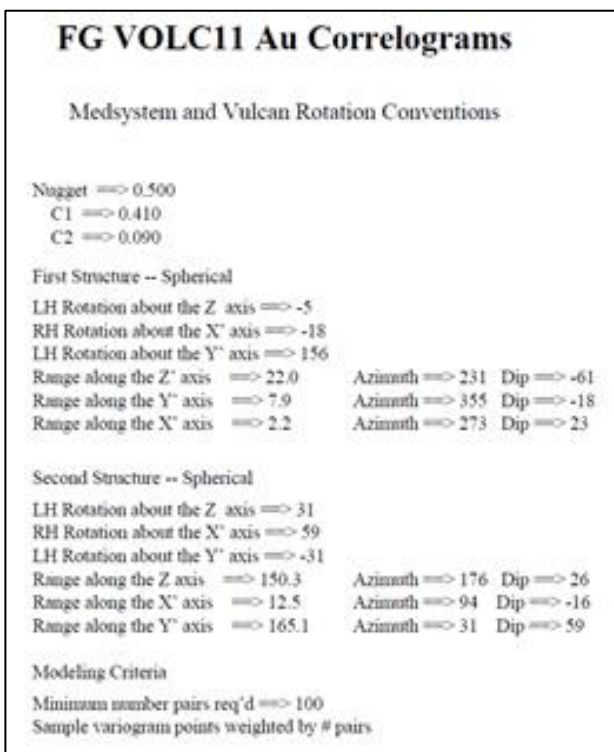 FG VOLC11 Au Correlograms
Medsystem and Vulcan Rotation Conventions
Nugget ==> 0.500
C1 ==> 0.410
C2 ==> 0.090
First Structure -- Spherical
LH Rotation about the Z axis ==> -5
RH Rotation about the X' axis ==> -18
LH Rotation about the Y' axis ==> 156
Range along the Z' axis ==> 22.0 Azimuth ==> 231 Dip ==> -61
Range along the Y' axis ==> 7.9 Azimuth ==> 355 Dip ==> -18
Range along the X' axis ==> 2.2 Azimuth ==> 273 Dip ==> 23
Second Structure -- Spherical
LH Rotation about the Z axis ==> 31
RH Rotation about the X' axis ==> 59
LH Rotation about the Y' axis ==> -31
Range along the Z axis ==> 150.3 Azimuth ==> 176 Dip ==> 26
Range along the X' axis ==> 12.5 Azimuth ==> 94 Dip ==> -16
Range along the Y' axis ==> 165.1 Azimuth ==> 31 Dip ==> 59
Modeling Criteria
Minimum number pairs req'd ==> 100
Sample variogram points weighted by # pairs